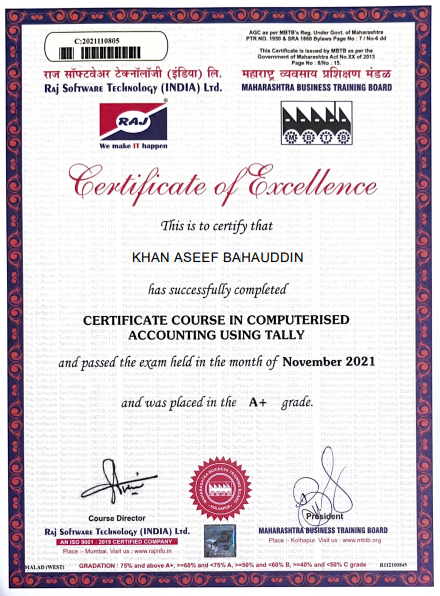 C:2021110805
AGC as per MBTB's Reg. Under Govt. of Maharashtra
PTR NO. 1950 & SRA 1860 Bylaws Page No : 7 / No-6 dd
This Certificate is issued by MBTB as per the
Government of Maharashtra Act No.XX of 2013
Page No : 8/No : 15.
राज सॉफ्टवेअर टेक्नॉलॉजी (इंडिया) लि.
Raj Software Technology (INDIA) Ltd.
महाराष्ट्र व्यवसाय प्रशिक्षण मंडळ
MAHARASHTRA BUSINESS TRAINING BOARD
RAJ
We make IT happen
M B T B
Certificate of Excellence
This is to certify that
KHAN ASEEF BAHAUDDIN
has successfully completed
CERTIFICATE COURSE IN COMPUTERISED
ACCOUNTING USING TALLY
and passed the exam held in the month of November 2021
and was placed in the A+ grade.
MAHARASHTRA BUSINESS TRAINING BOARD
MBTB
KOLHAPUR
Course Director
Raj Software Technology (INDIA) Ltd.
AN ISO 9001 : 2015 CERTIFIED COMPANY
Place :- Mumbai. Visit us : www.rajinfo.in
President
MAHARASHTRA BUSINESS TRAINING BOARD
Place :- Kolhapur. Visit us : www.mbtb.org
MALAD (WEST)
GRADATION : 75% and above A+, >=60% and <75% A, >=50% and <60% B, >=40% and <50% C grade